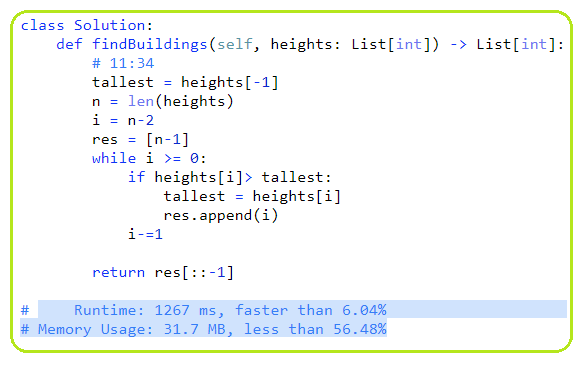 class Solution:
    def findBuildings(self, heights: List[int]) -> List[int]:
        # 11:34
        tallest = heights[-1]
        n = len(heights)
        i = n-2
        res = [n-1]
        while i >= 0:
            if heights[i]> tallest:
                tallest = heights[i]
                res.append(i)
            i-=1
        return res[::-1]
#     Runtime: 1267 ms, faster than 6.04%
# Memory Usage: 31.7 MB, less than 56.48%